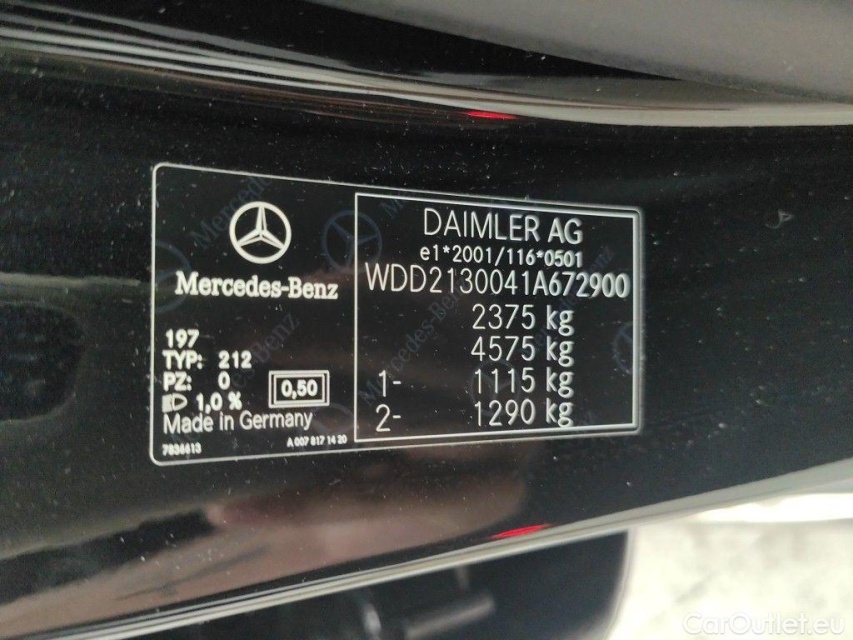 Mercedes-Benz
197
TYP: 212
PZ: 0
1,0 %
0,50
Made in Germany
7836613
A 007 817 14 20
DAIMLER AG
e1*2001/116*0501
WDD2130041A672900
2375 kg
4575 kg
1- 1115 kg
2- 1290 kg
CarOutlet.eu